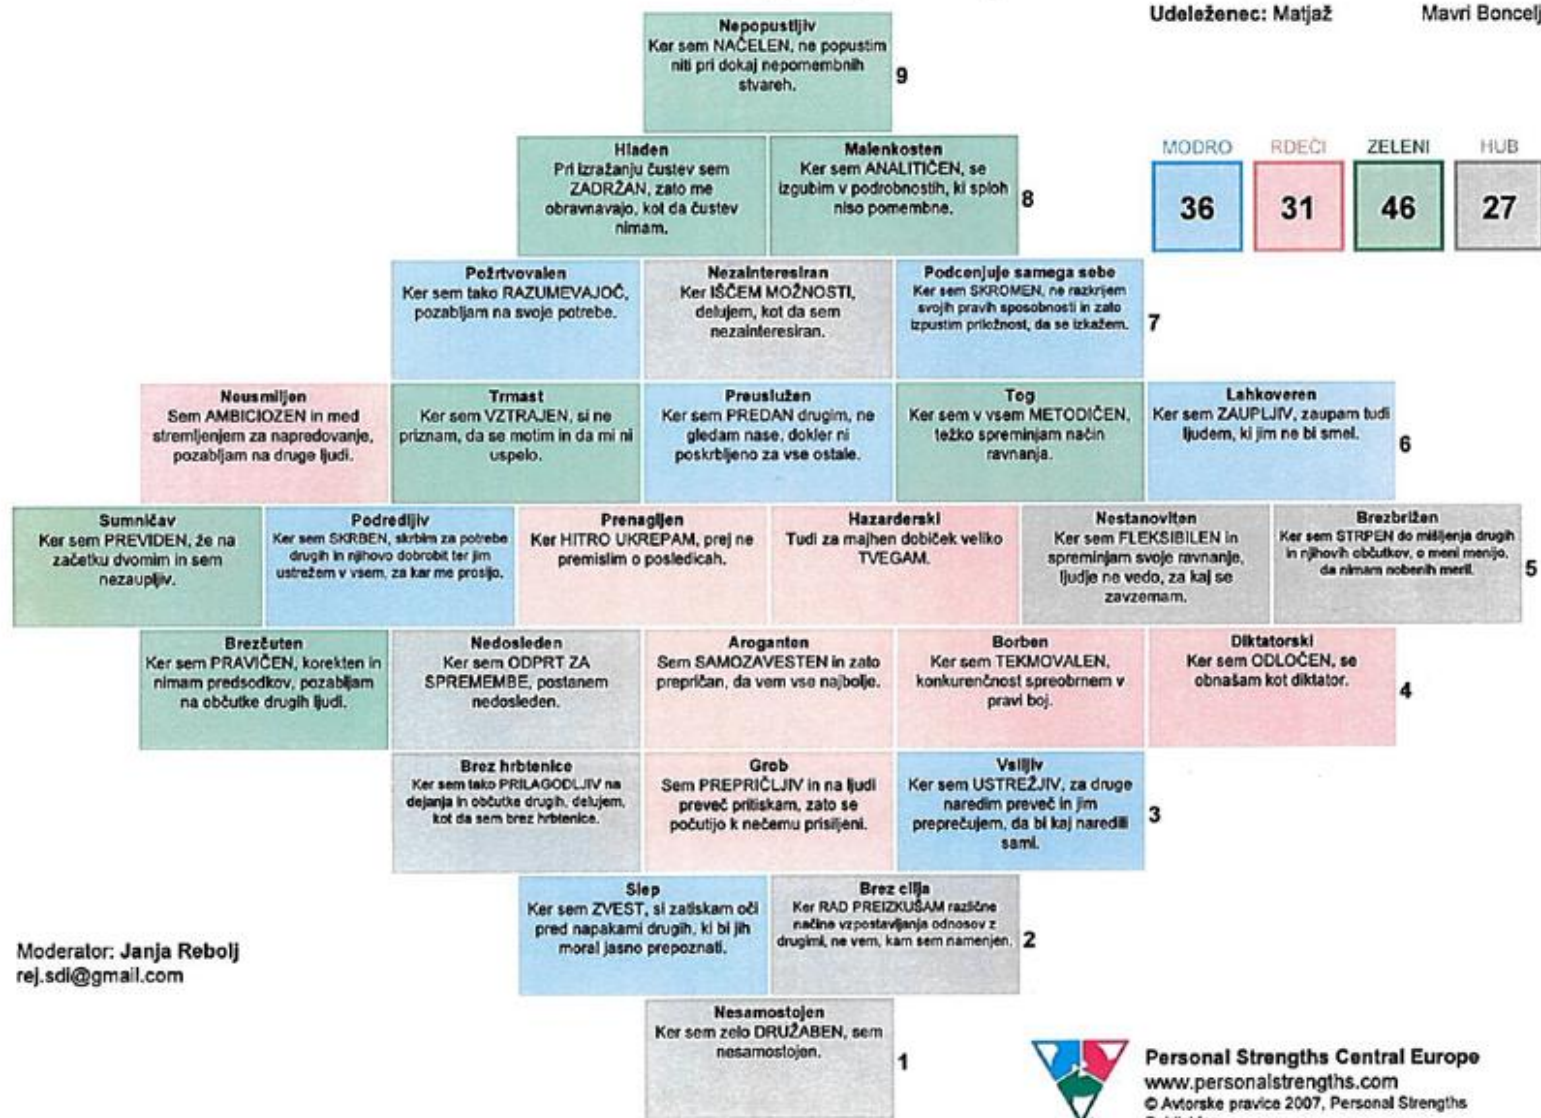 Udeleženec: Matjaž Mavri Boncelj
Nepopustljiv
Ker sem NAČELEN, ne popustim
niti pri dokaj nepomembnih
stvareh.
9
MODRO RDEČI ZELENI HUB
36 31 46 27
Hladen
Pri izražanju čustev sem
ZADRŽAN, zato me
obravnavajo, kot da čustev
nimam.
Malenkosten
Ker sem ANALITIČEN, se
izgubim v podrobnostih, ki sploh
niso pomembne.
8
Požrtvovalen
Ker sem tako RAZUMEVAJOČ,
pozabljam na svoje potrebe.
Nezainteresiran
Ker IŠČEM MOŽNOSTI,
delujem, kot da sem
nezainteresiran.
Podcenjuje samega sebe
Ker sem SKROMEN, ne razkrijem
svojih pravih sposobnosti in zato
izpustim priložnost, da se izkažem.
7
Neusmiljen
Sem AMBICIOZEN in med
stremljenjem za napredovanje,
pozabljam na druge ljudi.
Trmast
Ker sem VZTRAJEN, si ne
priznam, da se motim in da mi ni
uspelo.
Preuslužen
Ker sem PREDAN drugim, ne
gledam nase, dokler ni
poskrbljeno za vse ostale.
Tog
Ker sem v vsem METODIČEN,
težko spreminjam način
ravnanja.
Lahkoveren
Ker sem ZAUPLJIV, zaupam tudi
ljudem, ki jim ne bi smel.
6
Sumničav
Ker sem PREVIDEN, že na
začetku dvomim in sem
nezaupljiv.
Podredljiv
Ker sem SKRBEN, skrbim za potrebe
drugih in njihovo dobrobit ter jim
ustrežem v vsem, za kar me prosijo.
Prenagljen
Ker HITRO UKREPAM, prej ne
premislim o posledicah.
Hazarderski
Tudi za majhen dobiček veliko
TVEGAM.
Nestanoviten
Ker sem FLEKSIBILEN in
spreminjam svoje ravnanje,
ljudje ne vedo, za kaj se
zavzemam.
Brezbrižen
Ker sem STRPEN do mišljenja drugih
in njihovih občutkov, o meni menijo,
da nimam nobenih meril.
5
Brezčuten
Ker sem PRAVIČEN, korekten in
nimam predsodkov, pozabljam
na občutke drugih ljudi.
Nedosleden
Ker sem ODPRT ZA
SPREMEMBE, postanem
nedosleden.
Aroganten
Sem SAMOZAVESTEN in zato
prepričan, da vem vse najbolje.
Borben
Ker sem TEKMOVALEN,
konkurenčnost spreobrnem v
pravi boj.
Diktatorski
Ker sem ODLOČEN, se
obnašam kot diktator.
4
Brez hrbtenice
Ker sem tako PRILAGODLJIV na
dejanja in občutke drugih, delujem,
kot da sem brez hrbtenice.
Grob
Sem PREPRIČLJIV in na ljudi
preveč pritiskam, zato se
počutijo k nečemu prisiljeni.
Vsiljiv
Ker sem USTREŽJIV, za druge
naredim preveč in jim
preprečujem, da bi kaj naredili
sami.
3
Slep
Ker sem ZVEST, si zatiskam oči
pred napakami drugih, ki bi jih
moral jasno prepoznati.
Brez cilja
Ker RAD PREIZKUŠAM različne
načine vzpostavljanja odnosov z
drugimi, ne vem, kam sem namenjen.
2
Moderator: Janja Rebolj
rej.sdi@gmail.com
Nesamostojen
Ker sem zelo DRUŽABEN, sem
nesamostojen.
1
Personal Strengths Central Europe
www.personalstrengths.com
© Avtorske pravice 2007, Personal Strengths